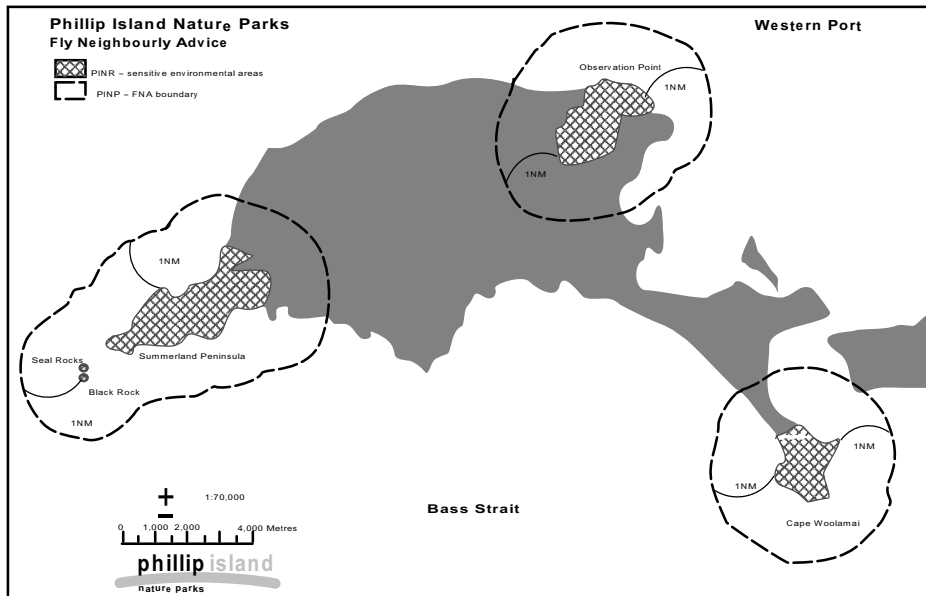 Phillip Island Nature Parks
Fly Neighbourly Advice
PINR – sensitive environmental areas
PINP – FNA boundary
Western Port
Observation Point
1NM
1NM
1NM
Summerland Peninsula
Seal Rocks
Black Rock
1NM
1NM
1NM
Cape Woolamai
Bass Strait
1:70,000
0 1,000 2,000 4,000 Metres
phillip island
nature parks